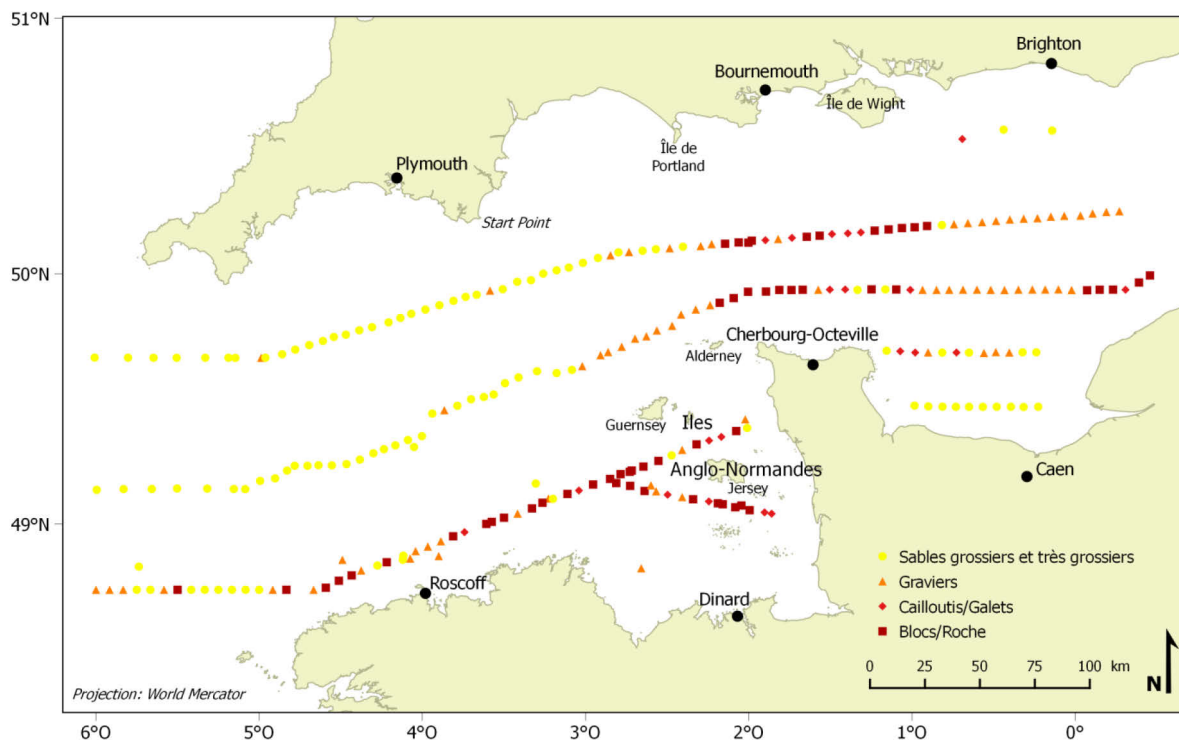 51°N
Brighton
Bournemouth
Île de Wight
Île de
Portland
Plymouth
Start Point
50°N
Cherbourg-Octeville
Alderney
Guernsey
Iles
Anglo-Normandes
Jersey
Caen
49°N
Roscoff
Dinard
Sables grossiers et très grossiers
Graviers
Cailloutis/Galets
Blocs/Roche
0 25 50 75 100 km
N
Projection: World Mercator
6°O 5°O 4°O 3°O 2°O 1°O 0°